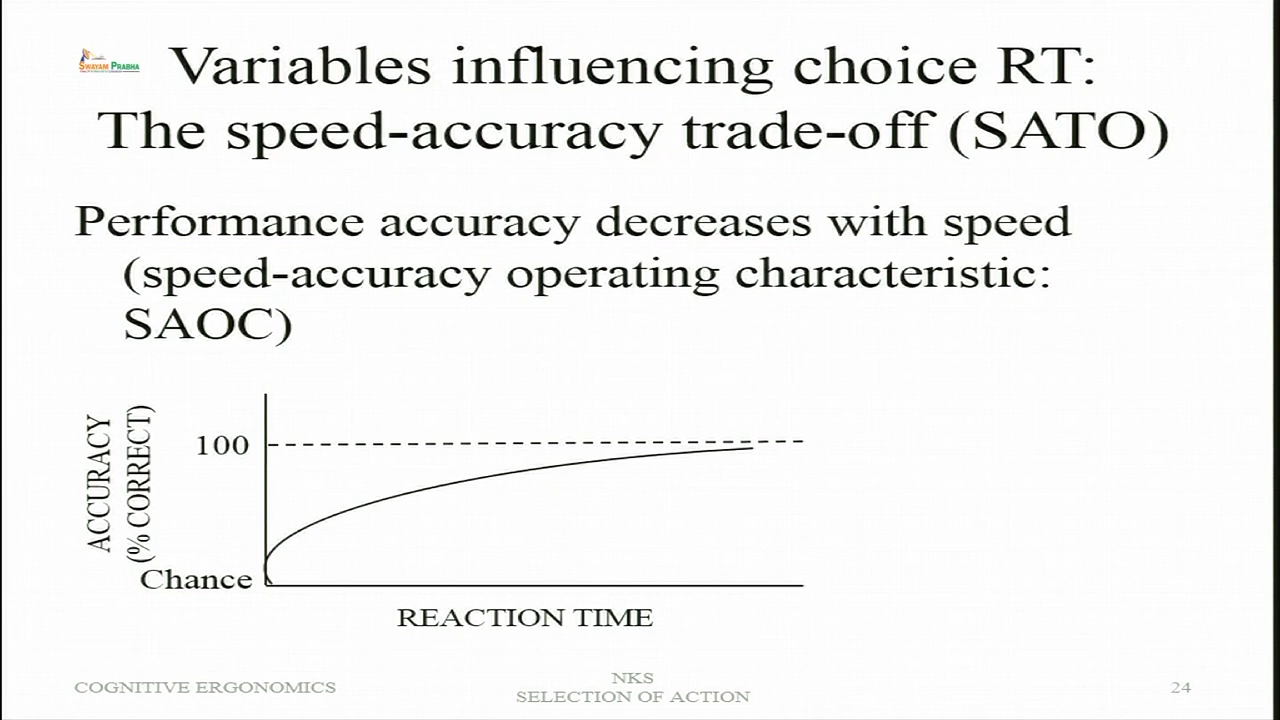 SWAYAM PRABHA
Variables influencing choice RT:
The speed-accuracy trade-off (SATO)
Performance accuracy decreases with speed
(speed-accuracy operating characteristic:
SAOC)
ACCURACY
(% CORRECT)
100
Chance
REACTION TIME
COGNITIVE ERGONOMICS
NKS
SELECTION OF ACTION
24